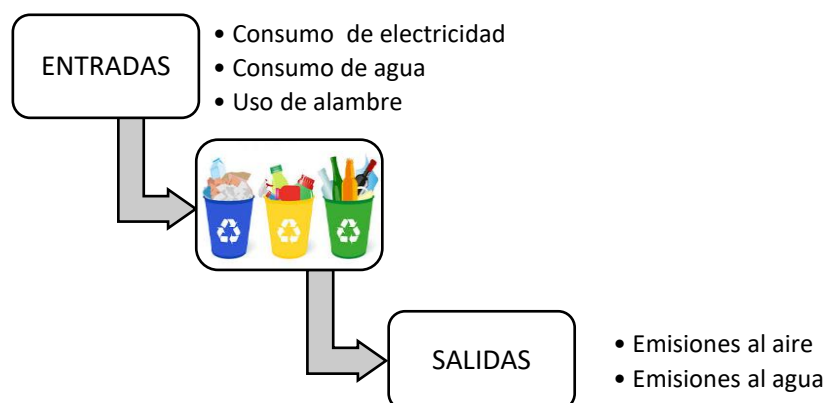 ENTRADAS
• Consumo de electricidad
• Consumo de agua
• Uso de alambre
SALIDAS
• Emisiones al aire
• Emisiones al agua